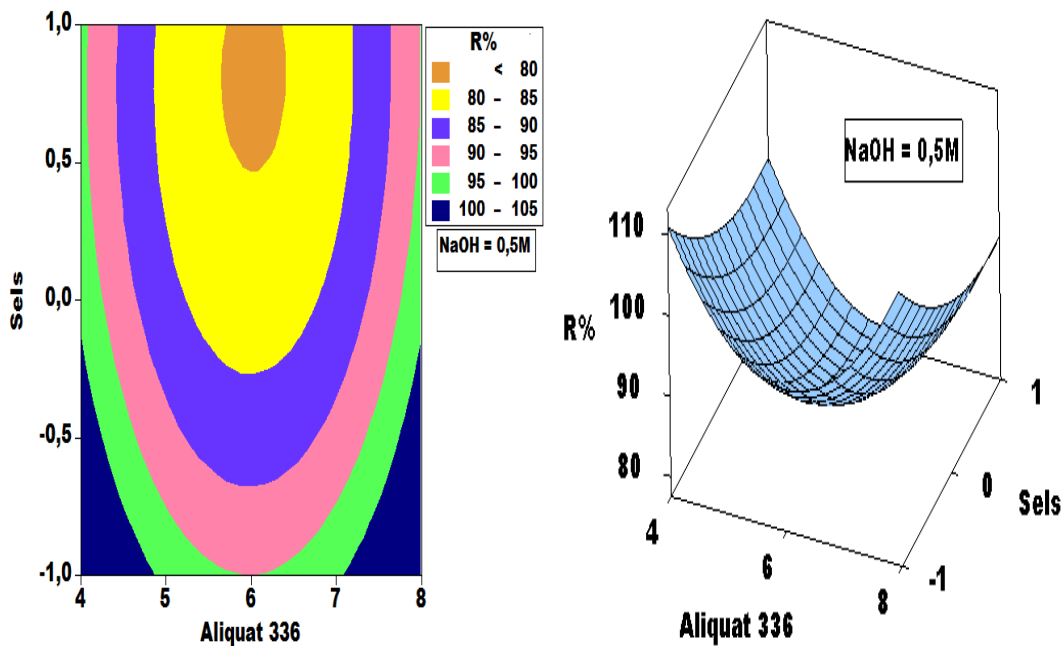 1,0
0,5
0,0
-0,5
-1,0
Sels
4 5 6 7 8
Aliquat 336
R%
< 80
80 - 85
85 - 90
90 - 95
95 - 100
100 - 105
NaOH = 0,5M
NaOH = 0,5M
110
100
90
80
R%
4
6
8
Aliquat 336
-1
0
1
Sels